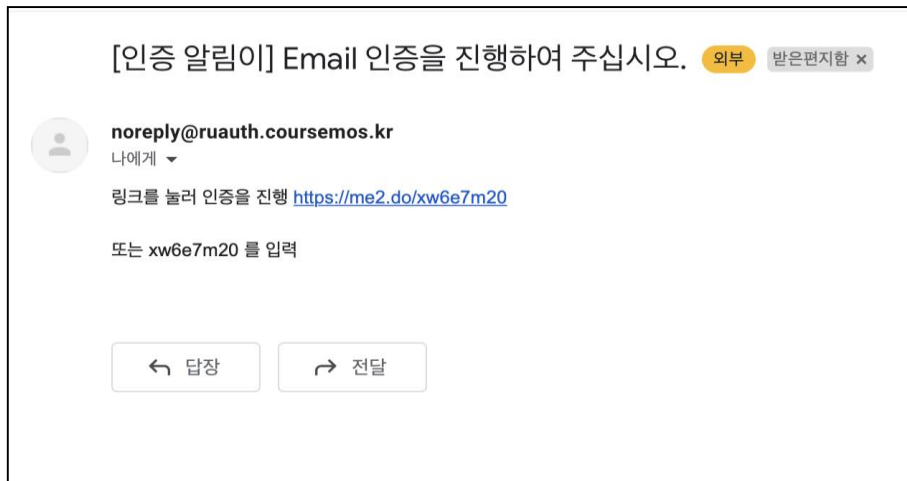 [인증 알림이] Email 인증을 진행하여 주십시오. 외부 받은편지함 ×
noreply@ruauth.coursemos.kr
나에게
링크를 눌러 인증을 진행 https://me2.do/xw6e7m20
또는 xw6e7m20 를 입력
답장 전달